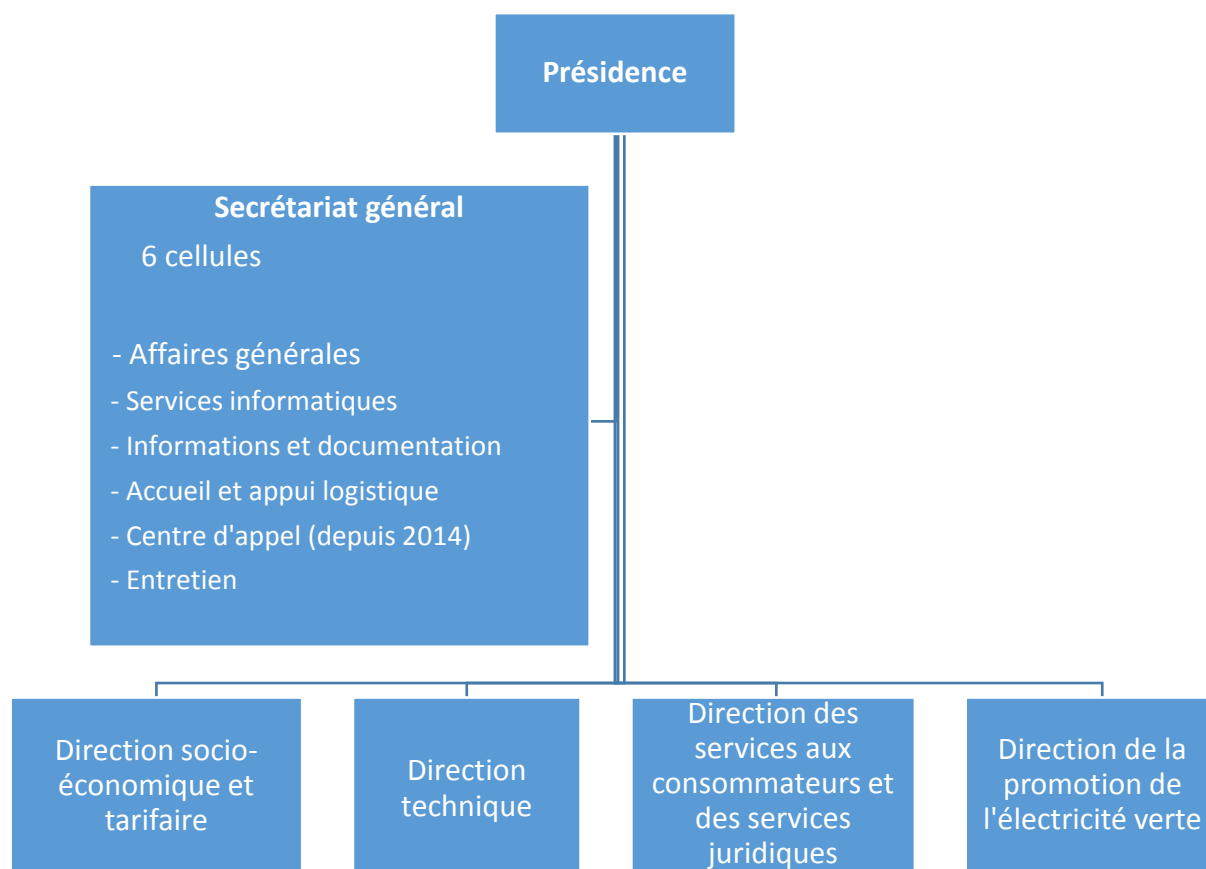 Présidence
Secrétariat général
6 cellules
- Affaires générales
- Services informatiques
- Informations et documentation
- Accueil et appui logistique
- Centre d'appel (depuis 2014)
- Entretien
Direction socio-
économique et
tarifaire
Direction
technique
Direction des
services aux
consommateurs et
des services
juridiques
Direction de la
promotion de
l'électricité verte